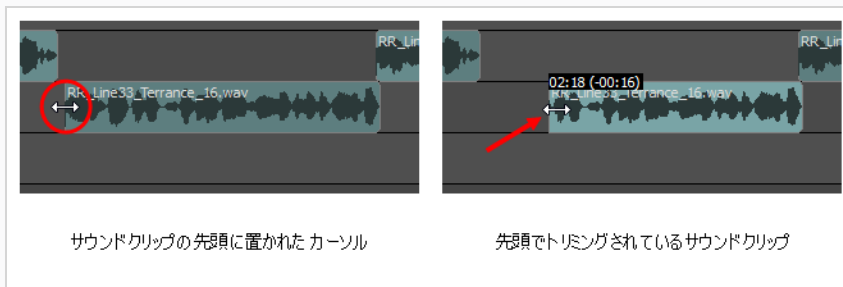 RR_Lin
RR_Line33_Terrance_16.wav
RR_Lin
02:18 (-00:16)
RR_Line33_Terrance_16.wav
サウンドクリップの先頭に置かれたカーソル
先頭でトリミングされているサウンドクリップ